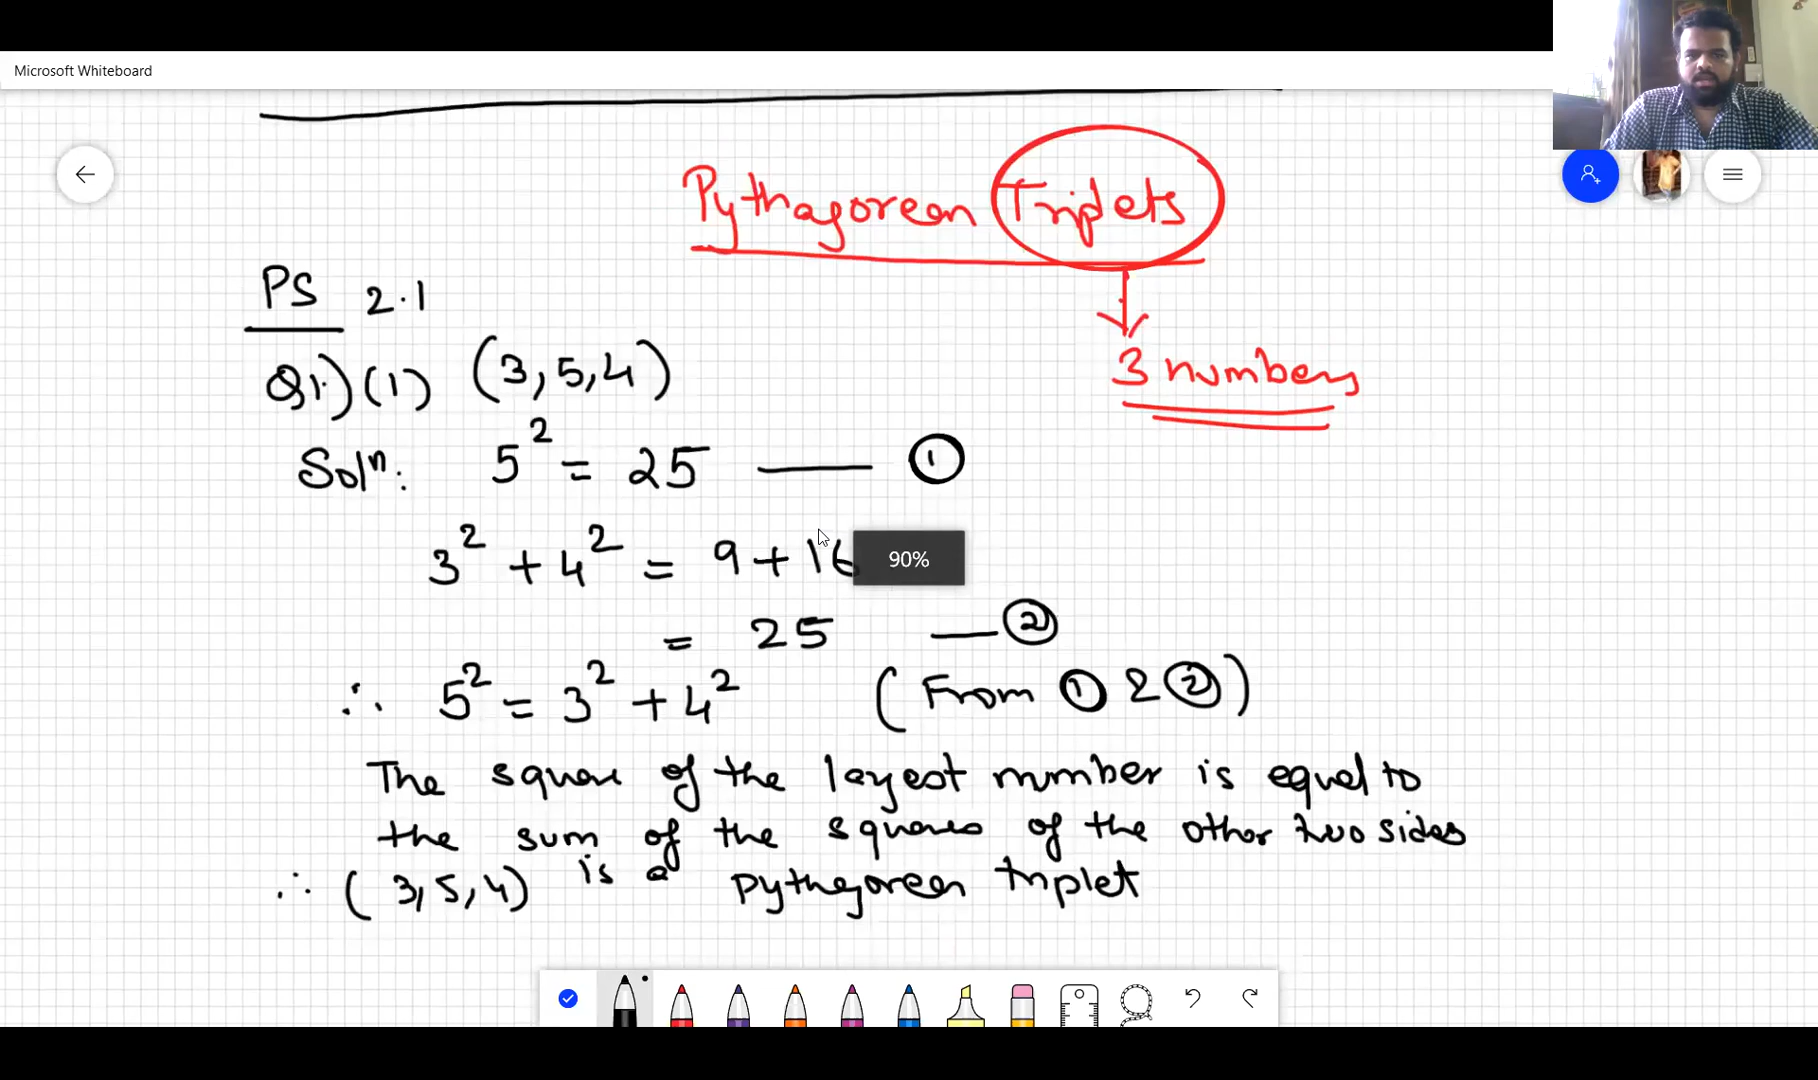 Microsoft Whiteboard
Pythagorean Triplets
3 numbers
PS 2.1
Q1.) (1) (3,5,4)
Solⁿ: 5² = 25 —— ①
3² + 4² = 9 + 16
90%
= 25 — ②
∴ 5² = 3² + 4² (From ① & ②)
The square of the largest number is equal to
the sum of the squares of the other two sides
∴ (3,5,4) is a pythagorean triplet